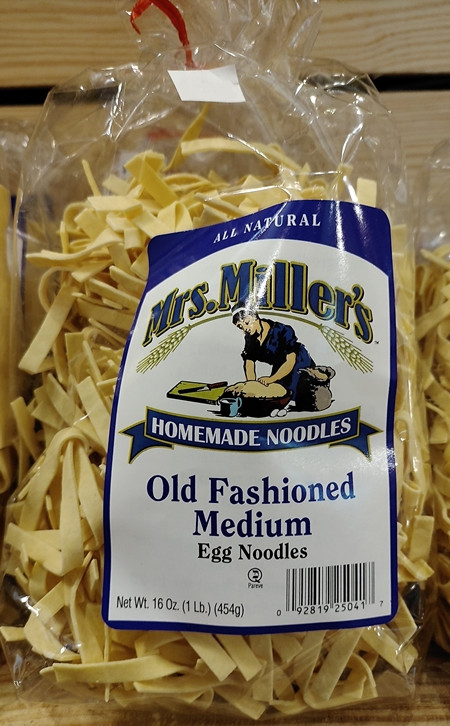 ALL NATURAL
Mrs. Miller's
HOMEMADE NOODLES
Old Fashioned
Medium
Egg Noodles
Pareve
Net Wt. 16 Oz. (1 Lb.) (454g)
0 92819 25041 7